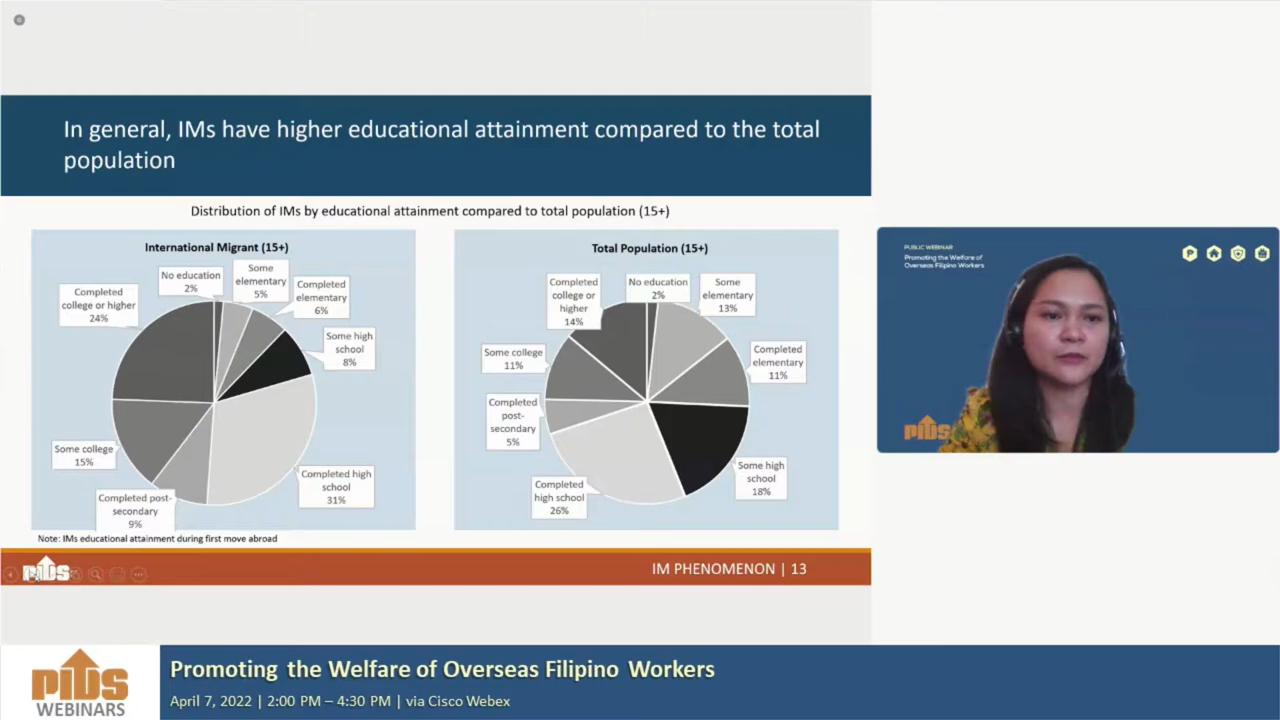 In general, IMs have higher educational attainment compared to the total
population
Distribution of IMs by educational attainment compared to total population (15+)
International Migrant (15+)
No education
2%
Some
elementary
5%
Completed
elementary
6%
Some high
school
8%
Completed high
school
31%
Completed post-
secondary
9%
Some college
15%
Completed
college or higher
24%
Total Population (15+)
No education
2%
Some
elementary
13%
Completed
elementary
11%
Some high
school
18%
Completed
high school
26%
Completed
post-
secondary
5%
Some college
11%
Completed
college or
higher
14%
Note: IMs educational attainment during first move abroad
PIDS
IM PHENOMENON | 13
PUBLIC WEBINAR
Promoting the Welfare of
Overseas Filipino Workers
PIDS
PIDS
WEBINARS
Promoting the Welfare of Overseas Filipino Workers
April 7, 2022 | 2:00 PM – 4:30 PM | via Cisco Webex